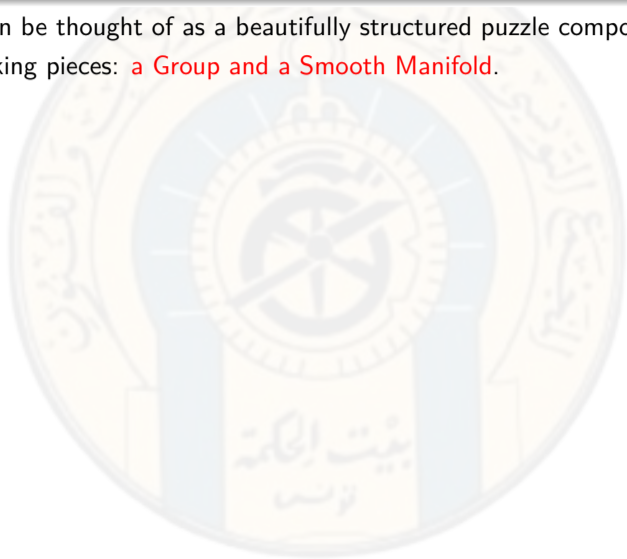 n be thought of as a beautifully structured puzzle compo
king pieces: a Group and a Smooth Manifold.
بيت الحكمة
تونس